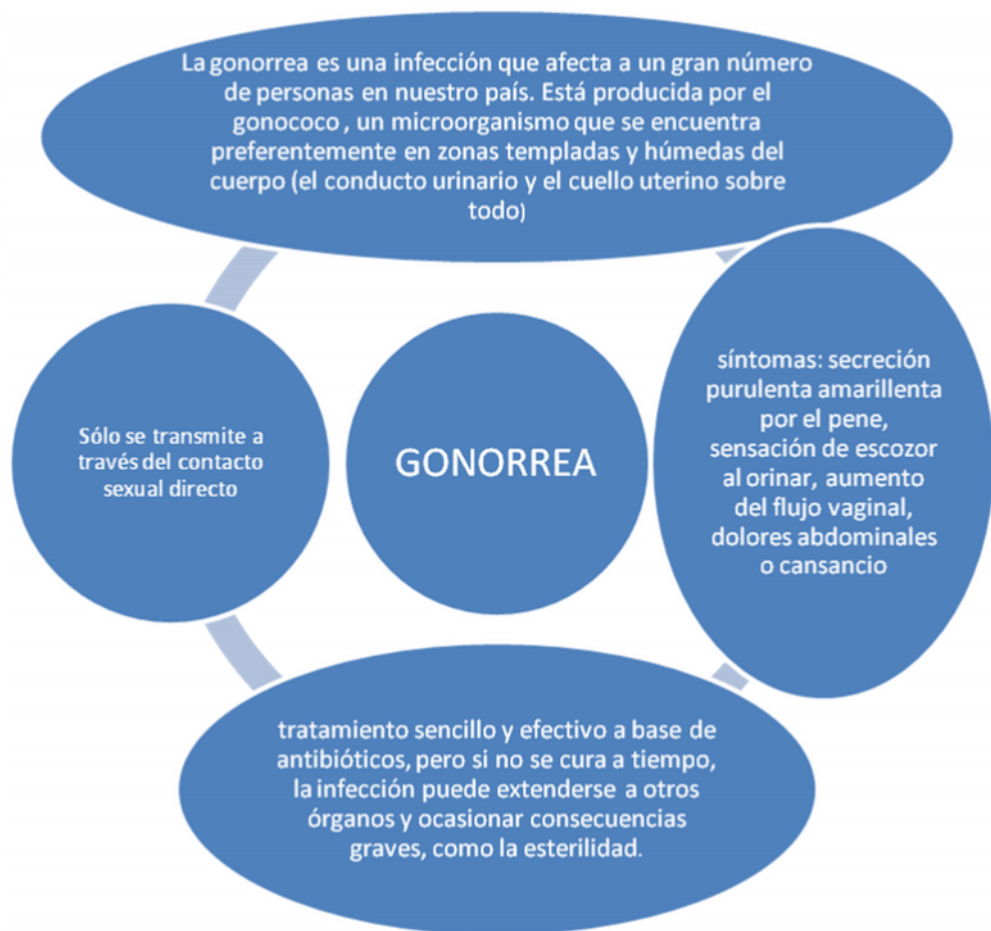 La gonorrea es una infección que afecta a un gran número
de personas en nuestro país. Está producida por el
gonococo , un microorganismo que se encuentra
preferentemente en zonas templadas y húmedas del
cuerpo (el conducto urinario y el cuello uterino sobre
todo)
síntomas: secreción
purulenta amarillenta
por el pene,
sensación de escozor
al orinar, aumento
del flujo vaginal,
dolores abdominales
o cansancio
tratamiento sencillo y efectivo a base de
antibióticos, pero si no se cura a tiempo,
la infección puede extenderse a otros
órganos y ocasionar consecuencias
graves, como la esterilidad.
Sólo se transmite a
través del contacto
sexual directo
GONORREA